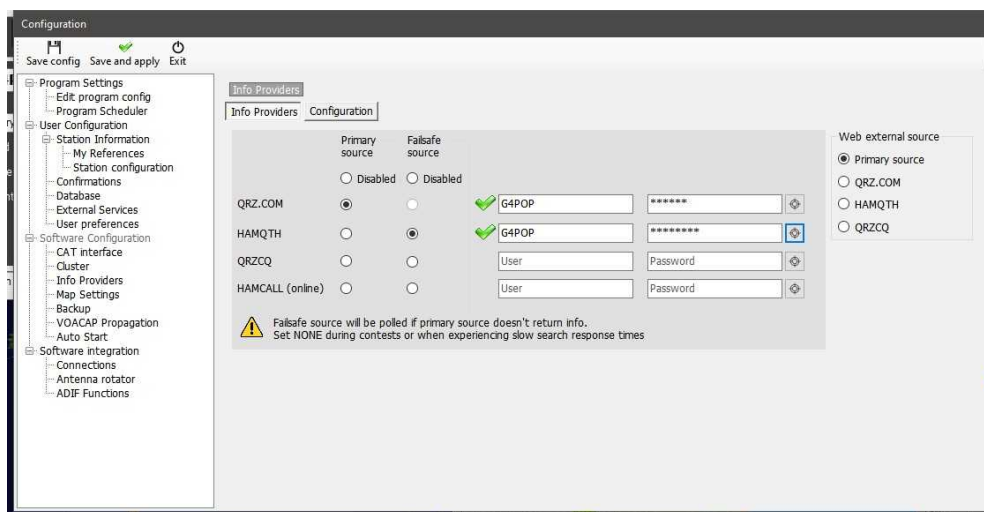 Configuration
Save config Save and apply Exit
Program Settings
Edit program config
Program Scheduler
User Configuration
Station Information
My References
Station configuration
Confirmations
Database
External Services
User preferences
Software Configuration
CAT interface
Cluster
Info Providers
Map Settings
Backup
VOACAP Propagation
Auto Start
Software integration
Connections
Antenna rotator
ADIF Functions
Info Providers
Info Providers Configuration
Primary source Failsafe source
Disabled Disabled
QRZ.COM G4POP ******
HAMQTH G4POP ********
QRZCQ User Password
HAMCALL (online) User Password
Failsafe source will be polled if primary source doesn't return info.
Set NONE during contests or when experiencing slow search response times
Web external source
Primary source
QRZ.COM
HAMQTH
QRZCQ